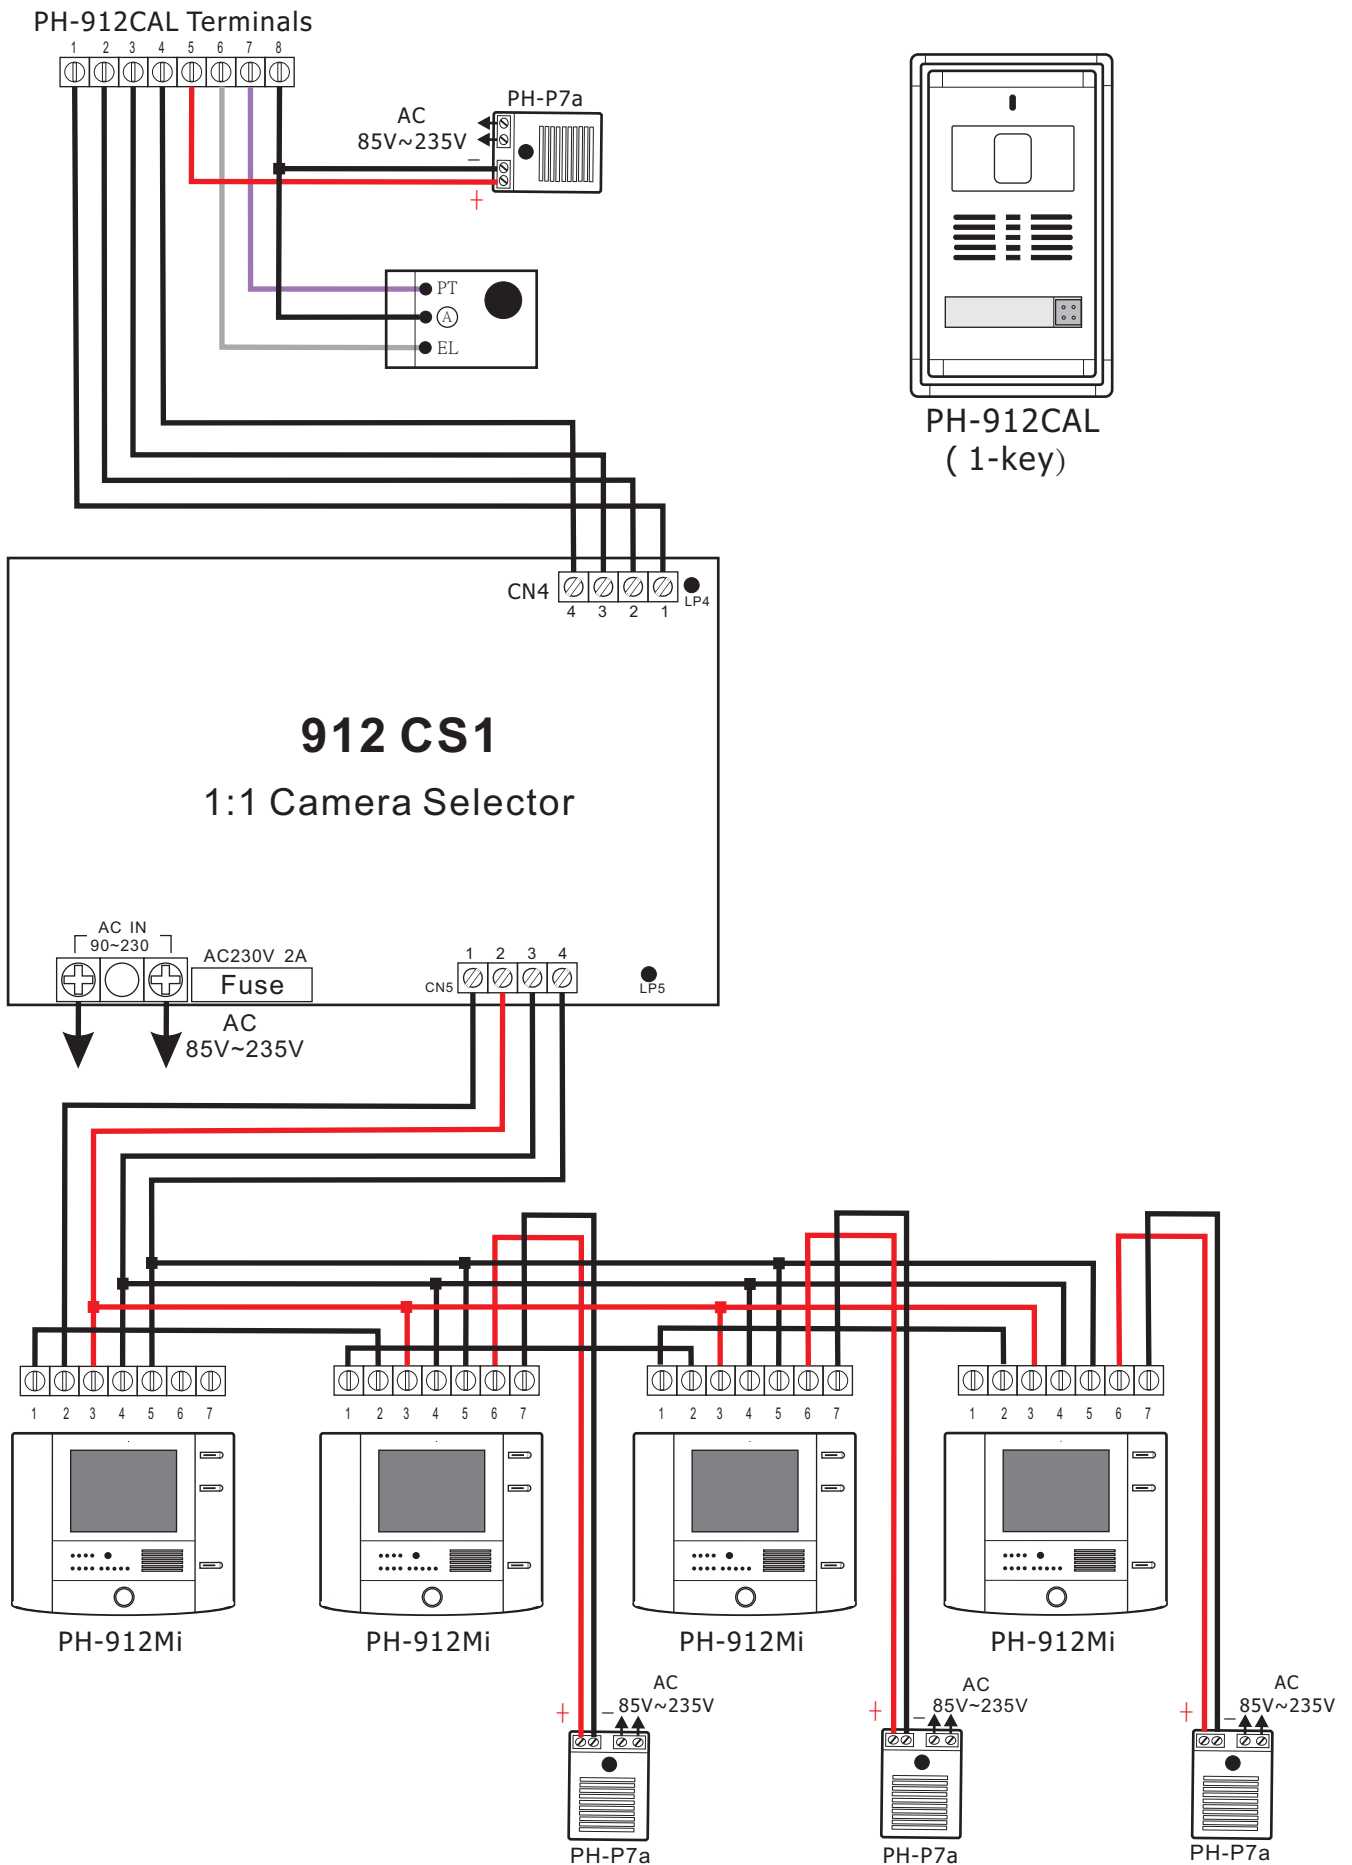 PH-912CAL Terminals
1 2 3 4 5 6 7 8
PH-P7a
AC
85V~235V
−
+
PT
A
EL
PH-912CAL
( 1-key)
CN4
4 3 2 1
LP4
912 CS1
1:1 Camera Selector
AC IN
90~230
AC230V 2A
Fuse
AC
85V~235V
1 2 3 4
CN5
LP5
1 2 3 4 5 6 7
1 2 3 4 5 6 7
1 2 3 4 5 6 7
1 2 3 4 5 6 7
PH-912Mi
PH-912Mi
PH-912Mi
PH-912Mi
AC
85V~235V
+ −
PH-P7a
AC
85V~235V
+ −
PH-P7a
AC
85V~235V
+ −
PH-P7a